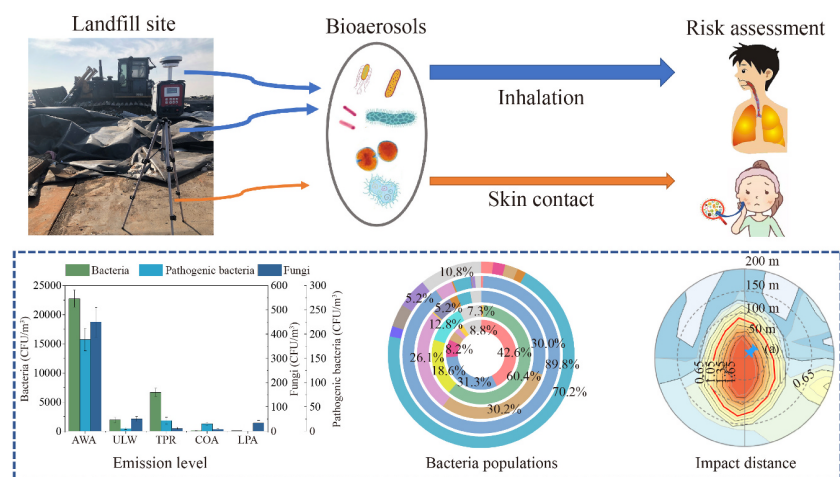 Landfill site
Bioaerosols
Risk assessment
Inhalation
Skin contact
Bacteria
Pathogenic bacteria
Fungi
Bacteria (CFU/m³)
25000
20000
15000
10000
5000
0
600
500
400
300
200
100
0
Fungi (CFU/m³)
300
250
200
150
100
50
0
Pathogenic bacteria (CFU/m³)
AWA ULW TPR COA LPA
Emission level
10.8%
5.2%
5.2%
7.3%
12.8%
8.8%
8.2%
26.1%
18.6%
42.6%
30.0%
31.3%
60.4%
89.8%
30.2%
70.2%
Bacteria populations
200 m
150 m
100 m
50 m
(a)
0.65
1.05
1.35
1.65
0.65
Impact distance